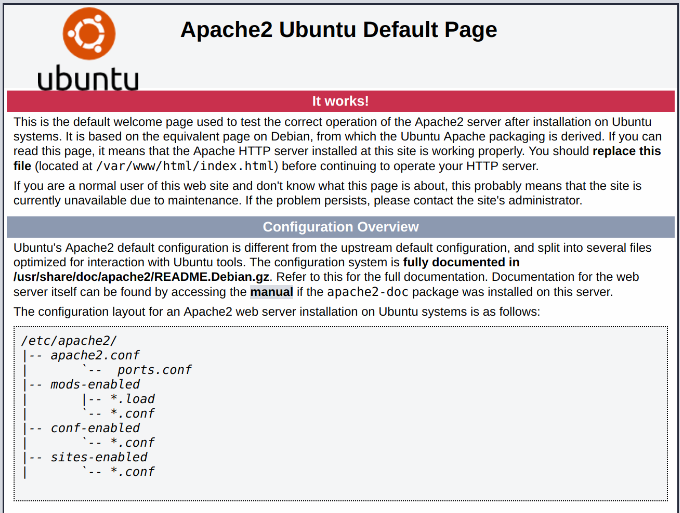 Apache2 Ubuntu Default Page
ubuntu
It works!
This is the default welcome page used to test the correct operation of the Apache2 server after installation on Ubuntu
systems. It is based on the equivalent page on Debian, from which the Ubuntu Apache packaging is derived. If you can
read this page, it means that the Apache HTTP server installed at this site is working properly. You should replace this
file (located at /var/www/html/index.html) before continuing to operate your HTTP server.
If you are a normal user of this web site and don't know what this page is about, this probably means that the site is
currently unavailable due to maintenance. If the problem persists, please contact the site's administrator.
Configuration Overview
Ubuntu's Apache2 default configuration is different from the upstream default configuration, and split into several files
optimized for interaction with Ubuntu tools. The configuration system is fully documented in
/usr/share/doc/apache2/README.Debian.gz. Refer to this for the full documentation. Documentation for the web
server itself can be found by accessing the manual if the apache2-doc package was installed on this server.
The configuration layout for an Apache2 web server installation on Ubuntu systems is as follows:
/etc/apache2/
|-- apache2.conf
|       `--  ports.conf
|-- mods-enabled
|       |-- *.load
|       `-- *.conf
|-- conf-enabled
|       `-- *.conf
|-- sites-enabled
|       `-- *.conf